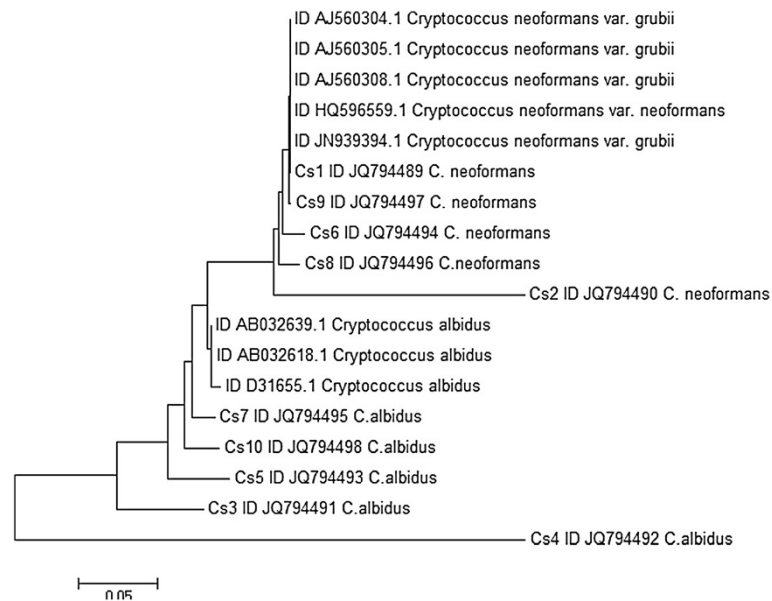 ID AJ560304.1 Cryptococcus neoformans var. grubii
ID AJ560305.1 Cryptococcus neoformans var. grubii
ID AJ560308.1 Cryptococcus neoformans var. grubii
ID HQ596559.1 Cryptococcus neoformans var. neoformans
ID JN939394.1 Cryptococcus neoformans var. grubii
Cs1 ID JQ794489 C. neoformans
Cs9 ID JQ794497 C. neoformans
Cs6 ID JQ794494 C. neoformans
Cs8 ID JQ794496 C.neoformans
Cs2 ID JQ794490 C. neoformans
ID AB032639.1 Cryptococcus albidus
ID AB032618.1 Cryptococcus albidus
ID D31655.1 Cryptococcus albidus
Cs7 ID JQ794495 C.albidus
Cs10 ID JQ794498 C.albidus
Cs5 ID JQ794493 C.albidus
Cs3 ID JQ794491 C.albidus
Cs4 ID JQ794492 C.albidus
0.05